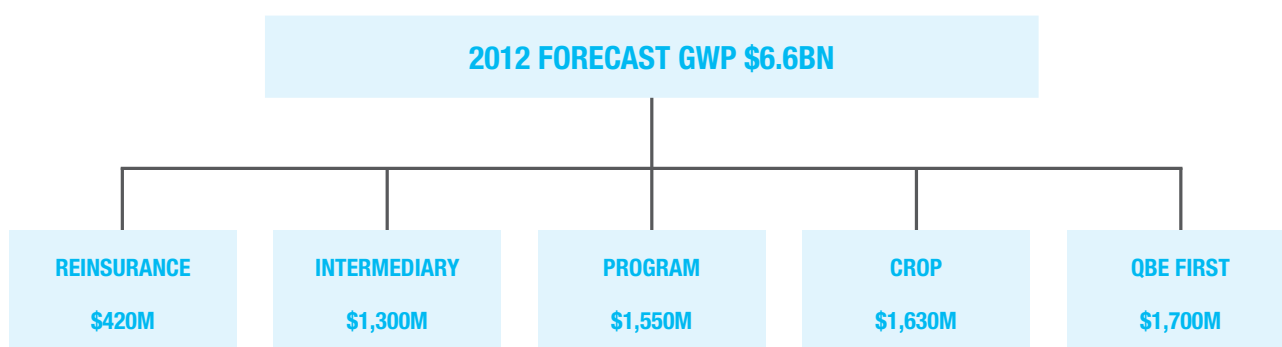 2012 FORECAST GWP $6.6BN
REINSURANCE
$420M
INTERMEDIARY
$1,300M
PROGRAM
$1,550M
CROP
$1,630M
QBE FIRST
$1,700M